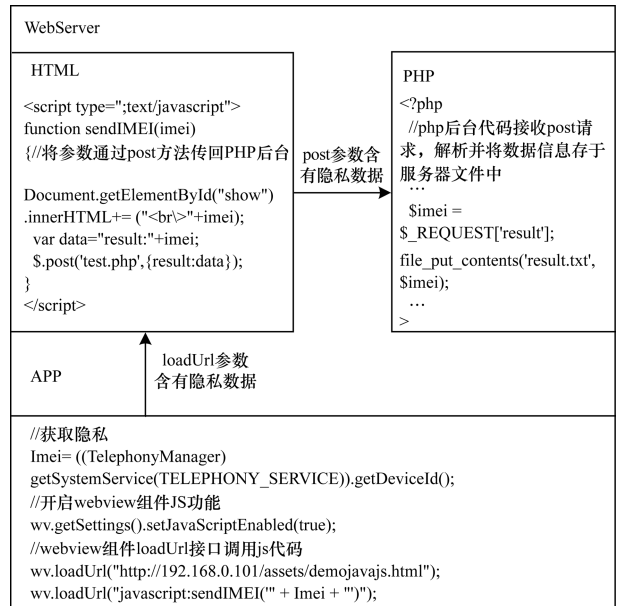 WebServer
HTML
<script type=";text/javascript">
function sendIMEI(imei)
{//将参数通过post方法传回PHP后台
Document.getElementById("show")
.innerHTML+= ("<br\>"+imei);
var data="result:"+imei;
$.post('test.php',{result:data});
}
</script>
post参数含
有隐私数据
PHP
<?php
//php后台代码接收post请
求，解析并将数据信息存于
服务器文件中
…
$imei =
$_REQUEST['result'];
file_put_contents('result.txt',
$imei);
…
>
loadUrl参数
含有隐私数据
APP
//获取隐私
Imei= ((TelephonyManager)
getSystemService(TELEPHONY_SERVICE)).getDeviceId();
//开启webview组件JS功能
wv.getSettings().setJavaScriptEnabled(true);
//webview组件loadUrl接口调用js代码
wv.loadUrl("http://192.168.0.101/assets/demojavajs.html");
wv.loadUrl("javascript:sendIMEI('" + Imei + "')");